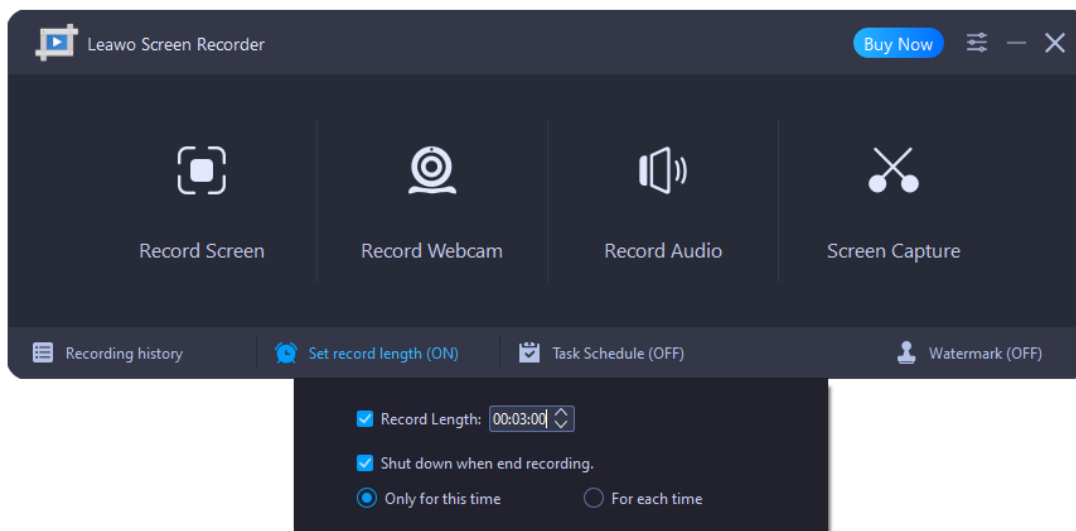 Leawo Screen Recorder Buy Now
Record Screen Record Webcam Record Audio Screen Capture
Recording history Set record length (ON) Task Schedule (OFF) Watermark (OFF)
Record Length: 00:03:00
Shut down when end recording.
Only for this time For each time